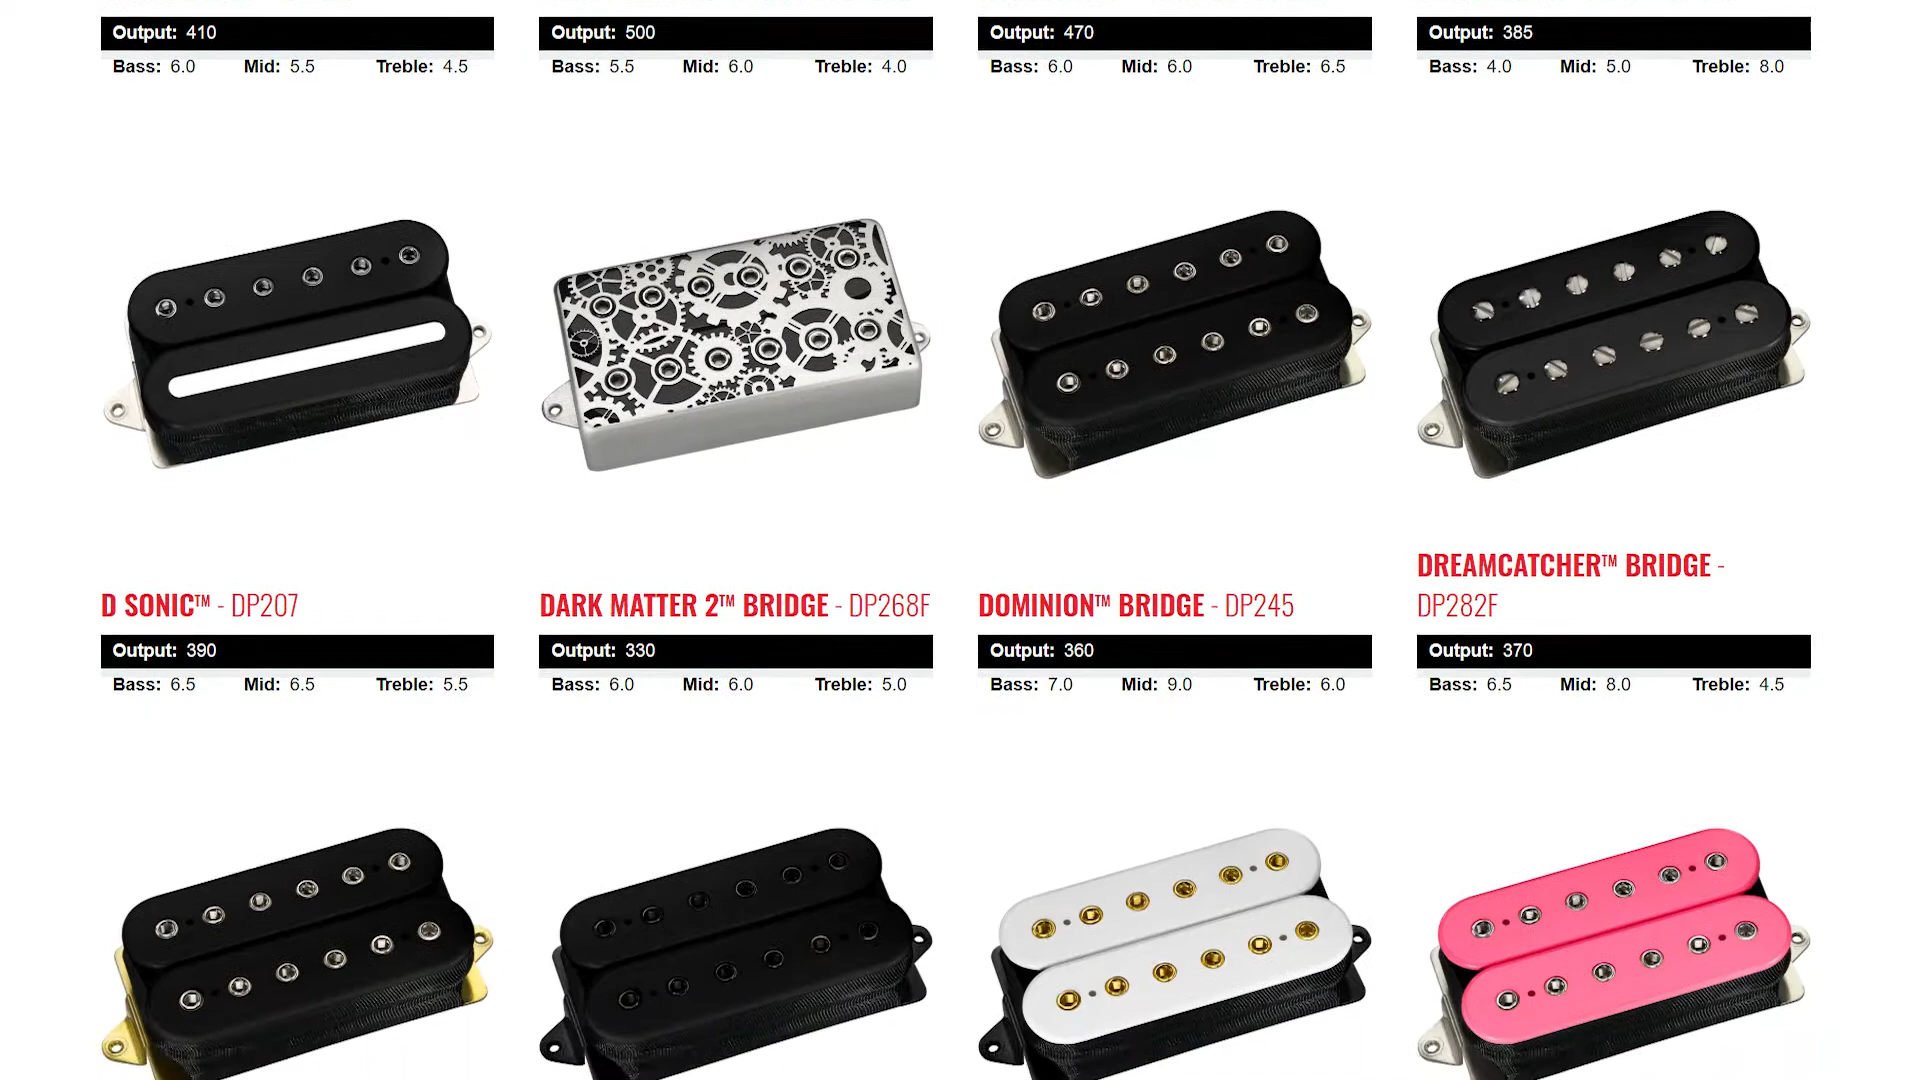 Output: 410 Output: 500 Output: 470 Output: 385
Bass: 6.0 Mid: 5.5 Treble: 4.5 Bass: 5.5 Mid: 6.0 Treble: 4.0 Bass: 6.0 Mid: 6.0 Treble: 6.5 Bass: 4.0 Mid: 5.0 Treble: 8.0
D SONIC™ - DP207
DARK MATTER 2™ BRIDGE - DP268F
DOMINION™ BRIDGE - DP245
DREAMCATCHER™ BRIDGE -
DP282F
Output: 390 Output: 330 Output: 360 Output: 370
Bass: 6.5 Mid: 6.5 Treble: 5.5 Bass: 6.0 Mid: 6.0 Treble: 5.0 Bass: 7.0 Mid: 9.0 Treble: 6.0 Bass: 6.5 Mid: 8.0 Treble: 4.5